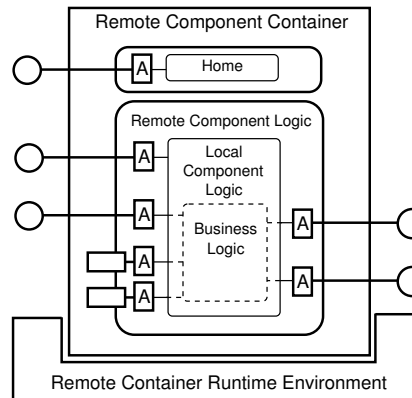 Remote Component Container
A
Home
Remote Component Logic
A
Local
Component
Logic
A
Business
Logic
A
A
A
A
Remote Container Runtime Environment